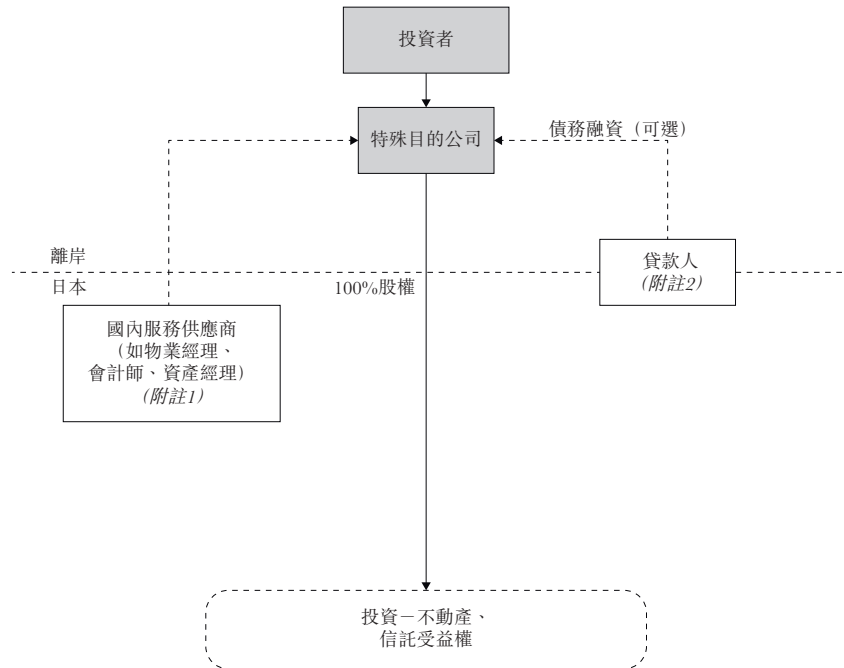 投資者
特殊目的公司
債務融資（可選）
離岸
日本
100%股權
貸款人
(附註2)
國內服務供應商
（如物業經理、
會計師、資產經理）
(附註1)
投資－不動產、
信託受益權